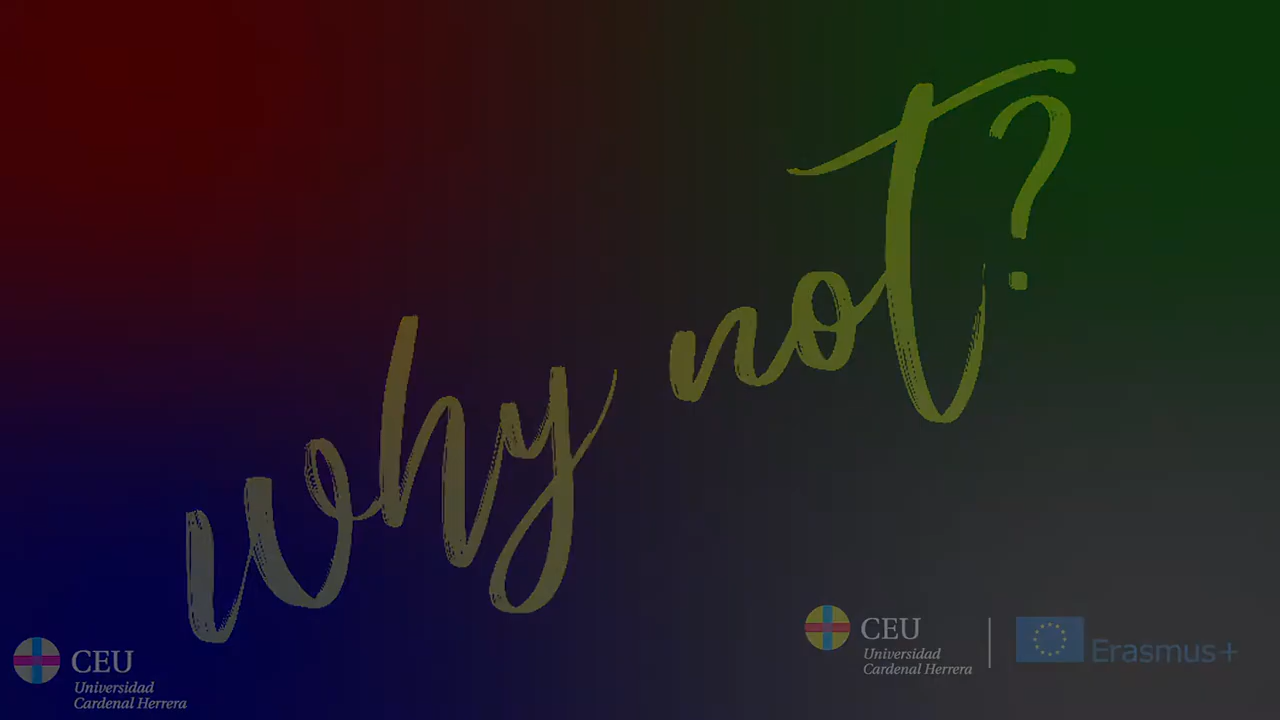 Why not?
CEU
Universidad
Cardenal Herrera
CEU
Universidad
Cardenal Herrera
Erasmus+